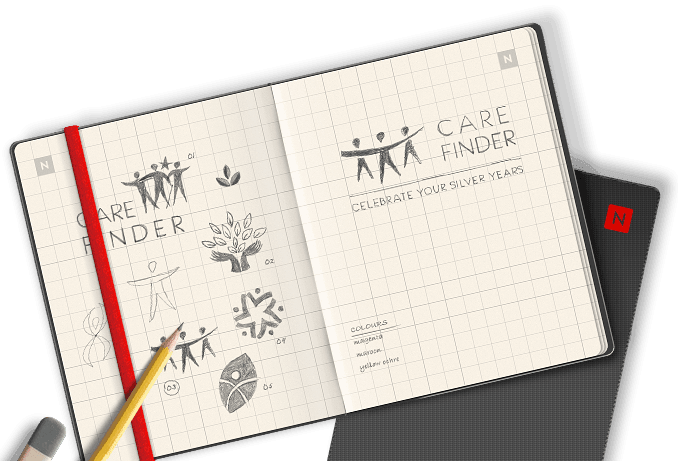 N
01
CARE
FINDER
02
04
03
05
N
CARE
FINDER
CELEBRATE YOUR SILVER YEARS
COLOURS
magenta
maroon
yellow ochre
N